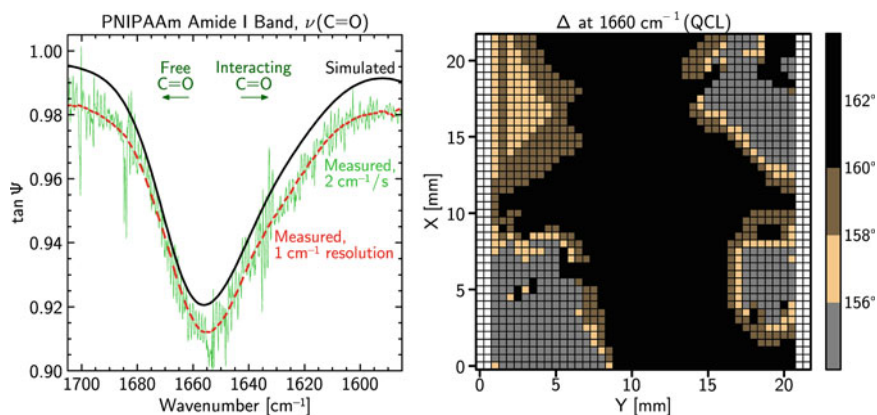 PNIPAAm Amide I Band, ν(C=O)
tan Ψ
1.00
0.98
0.96
0.94
0.92
0.90
Free
C=O
Interacting
C=O
Simulated
Measured,
2 cm⁻¹/s
Measured,
1 cm⁻¹ resolution
1700 1680 1660 1640 1620 1600
Wavenumber [cm⁻¹]
Δ at 1660 cm⁻¹ (QCL)
X [mm]
20
15
10
5
0
0 5 10 15 20
Y [mm]
162°
160°
158°
156°